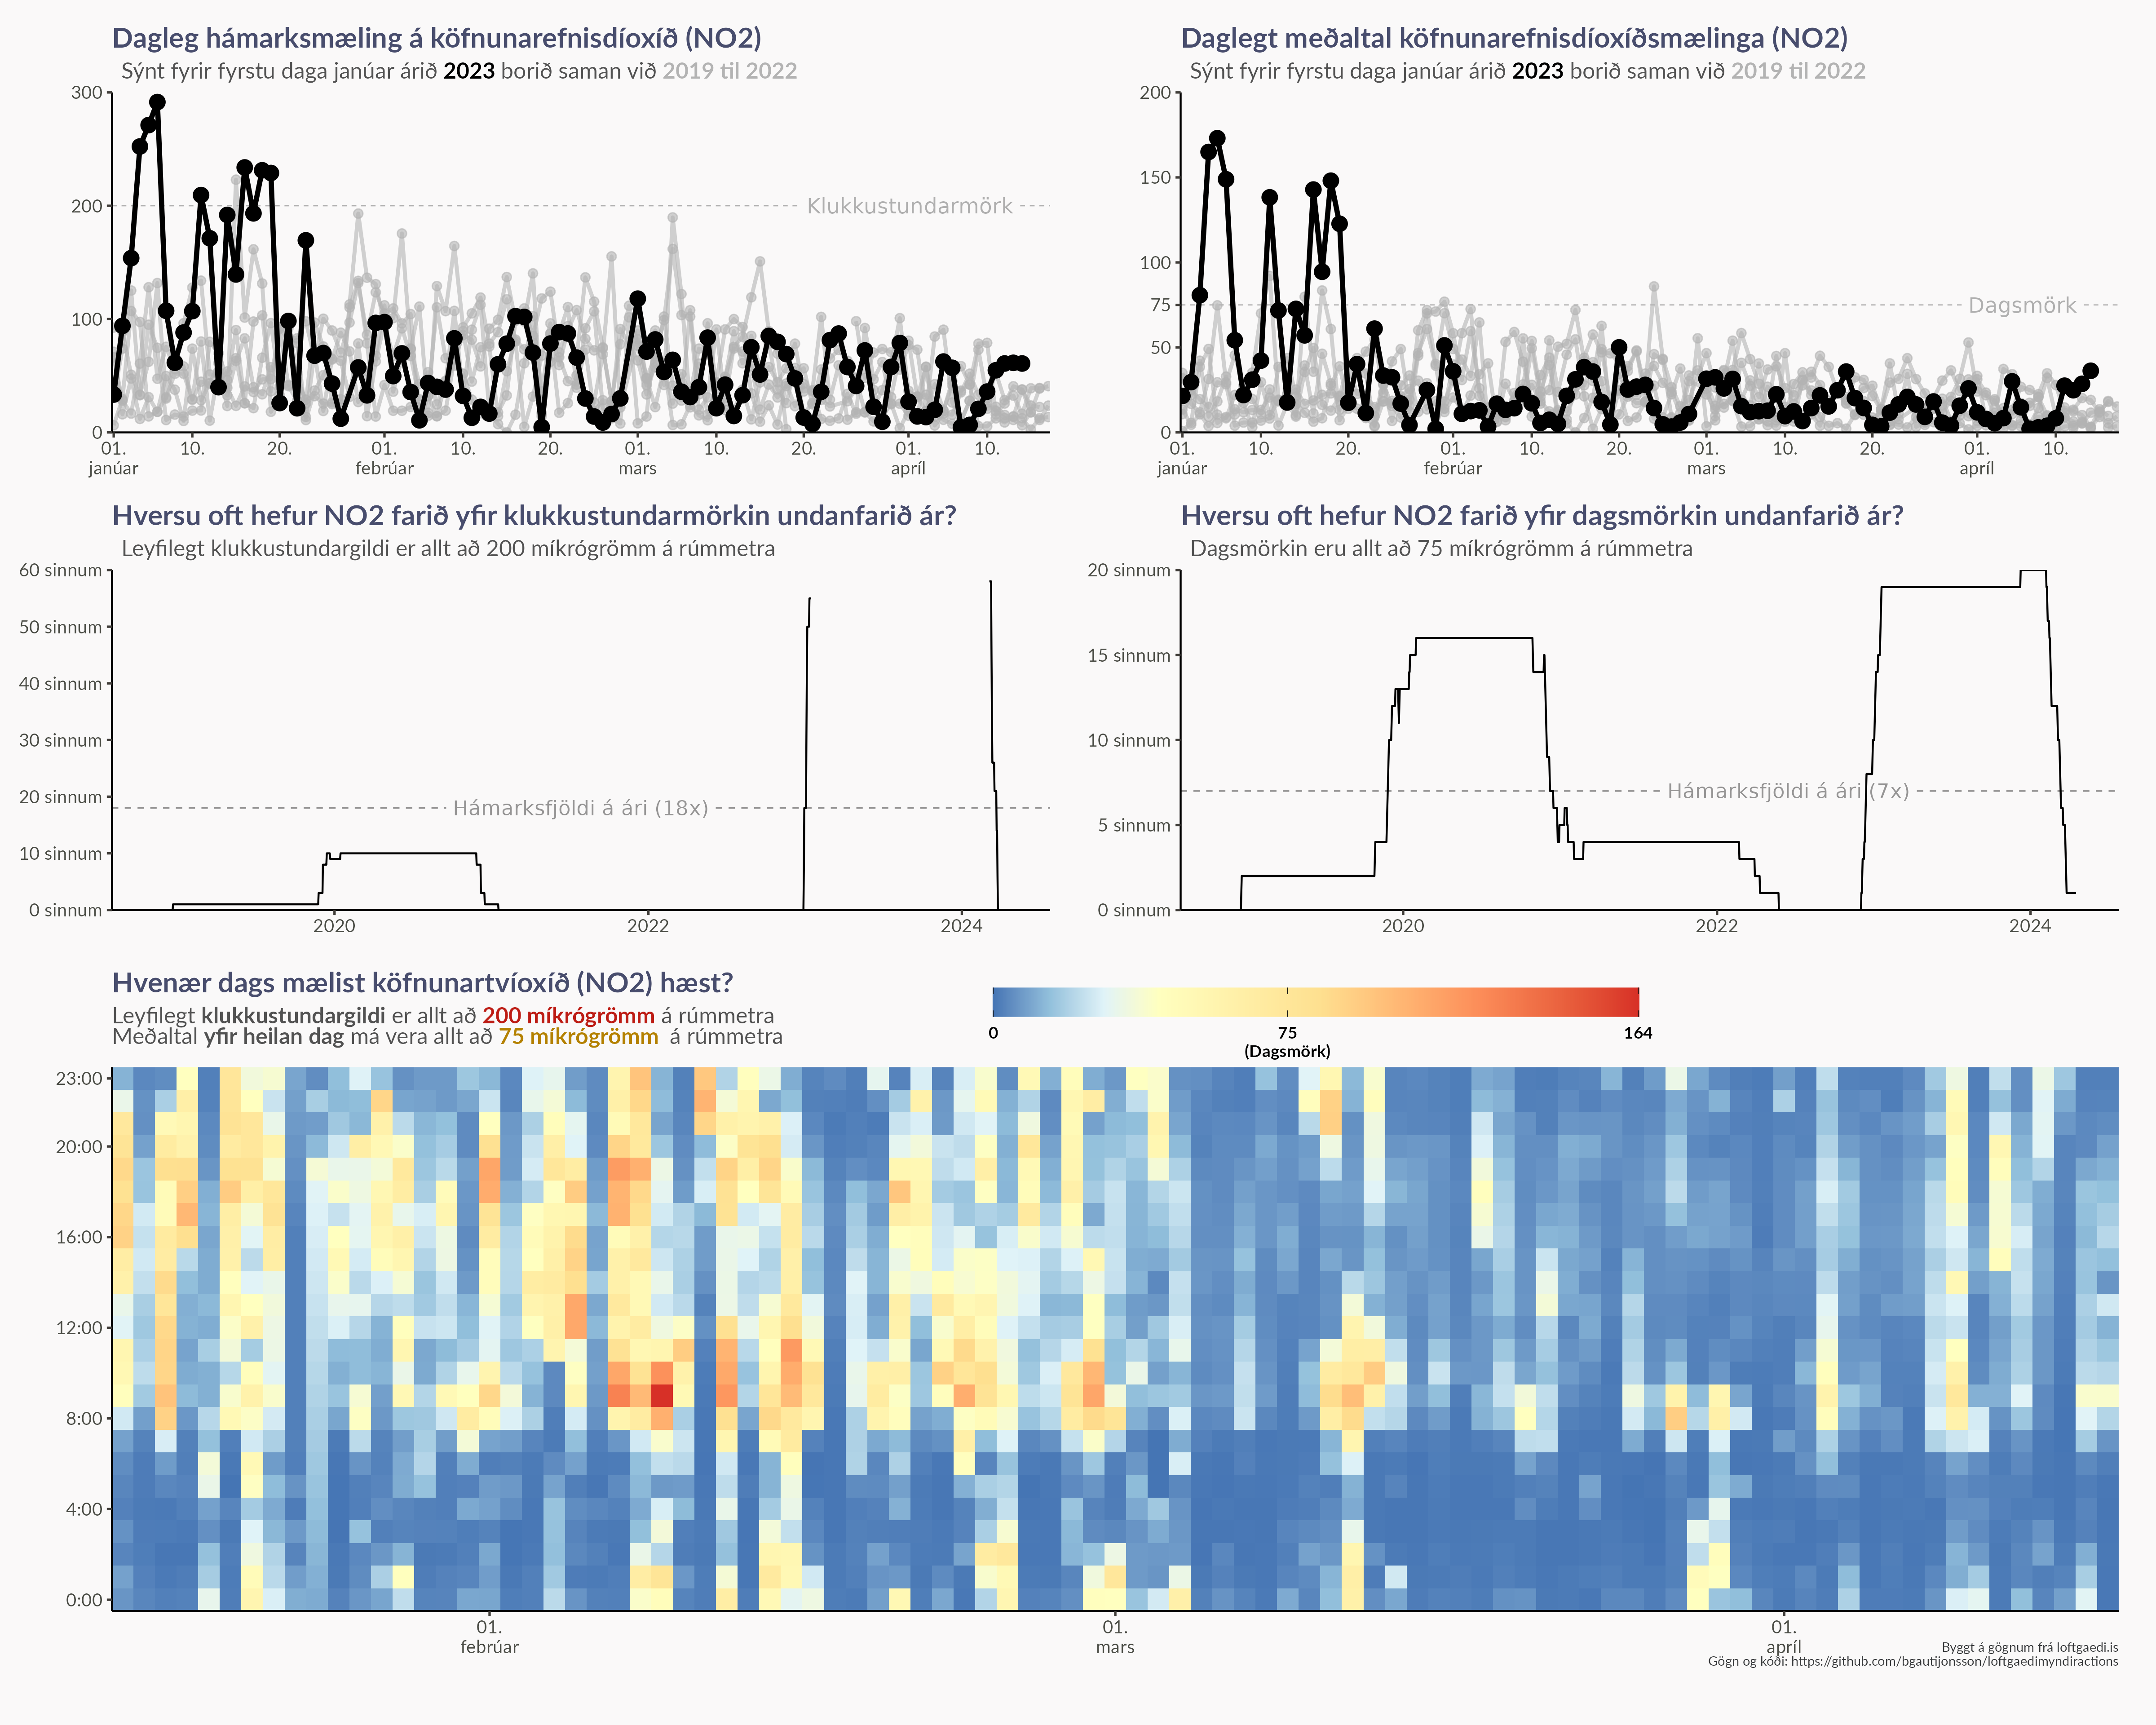 Dagleg hámarksmæling á köfnunarefnisdíoxíð (NO2)
Sýnt fyrir fyrstu daga janúar árið 2023 borið saman við 2019 til 2022
300
200
100
0
Klukkustundarmörk
01. 10. 20. 01. 10. 20. 01. 10. 20. 01. 10.
janúar febrúar mars apríl
Daglegt meðaltal köfnunarefnisdíoxíðsmælinga (NO2)
Sýnt fyrir fyrstu daga janúar árið 2023 borið saman við 2019 til 2022
200
150
100
75
50
0
Dagsmörk
01. 10. 20. 01. 10. 20. 01. 10. 20. 01. 10.
janúar febrúar mars apríl
Hversu oft hefur NO2 farið yfir klukkustundarmörkin undanfarið ár?
Leyfilegt klukkustundargildi er allt að 200 míkrógrömm á rúmmetra
60 sinnum
50 sinnum
40 sinnum
30 sinnum
20 sinnum
10 sinnum
0 sinnum
Hámarksfjöldi á ári (18x)
2020 2022 2024
Hversu oft hefur NO2 farið yfir dagsmörkin undanfarið ár?
Dagsmörkin eru allt að 75 míkrógrömm á rúmmetra
20 sinnum
15 sinnum
10 sinnum
5 sinnum
0 sinnum
Hámarksfjöldi á ári (7x)
2020 2022 2024
Hvenær dags mælist köfnunartvíoxíð (NO2) hæst?
Leyfilegt klukkustundargildi er allt að 200 míkrógrömm á rúmmetra
Meðaltal yfir heilan dag má vera allt að 75 míkrógrömm á rúmmetra
0 75 164
(Dagsmörk)
23:00
20:00
16:00
12:00
8:00
4:00
0:00
01. 01. 01.
febrúar mars apríl
Byggt á gögnum frá loftgaedi.is
Gögn og kóði: https://github.com/bgautijonsson/loftgaedimyndiractions